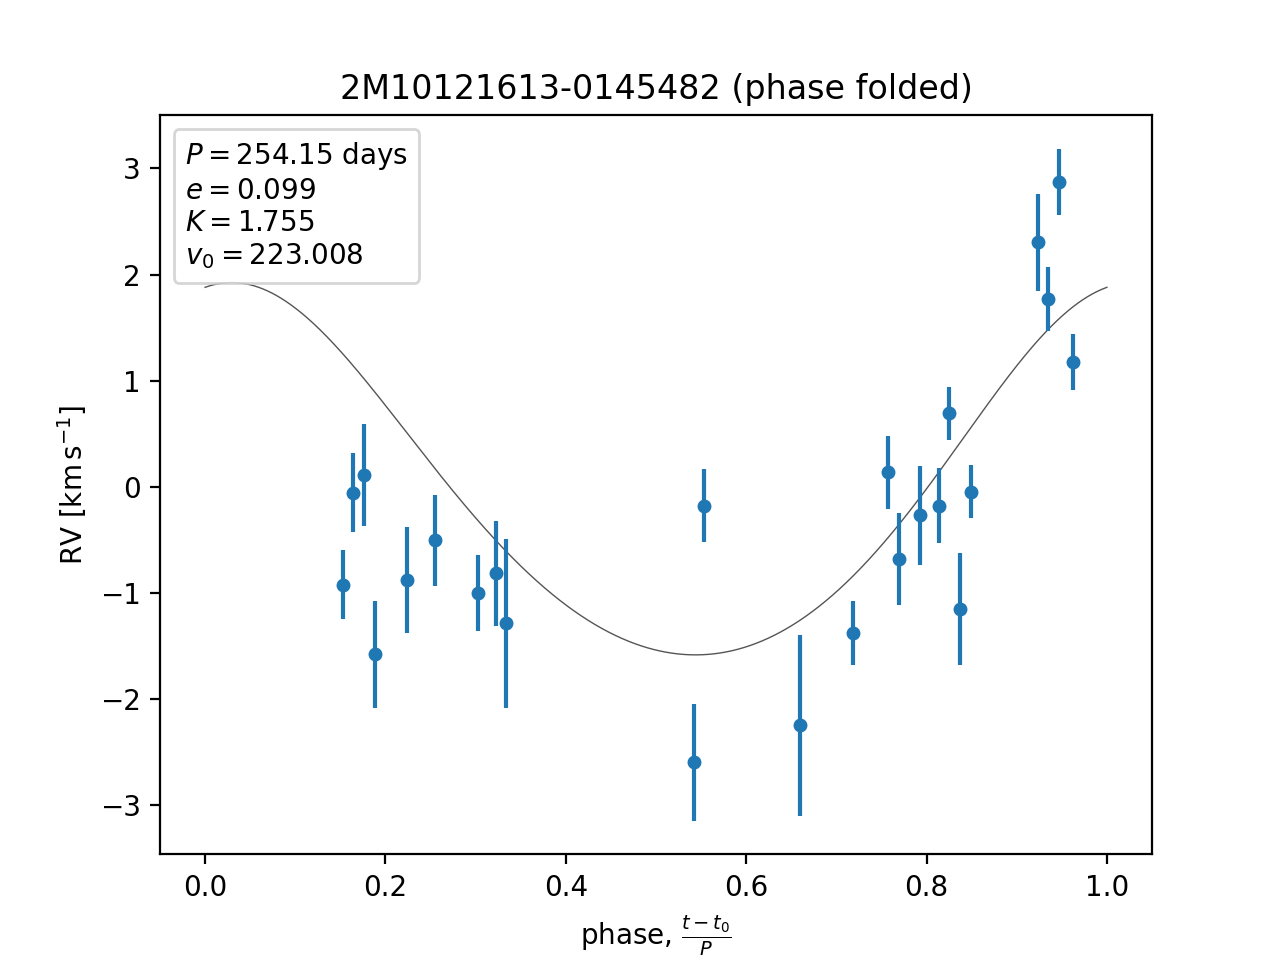 2M10121613-0145482 (phase folded)
P = 254.15 days
e = 0.099
K = 1.755
v₀ = 223.008
3
2
1
0
−1
−2
−3
RV [km s⁻¹]
0.0 0.2 0.4 0.6 0.8 1.0
phase, (t − t₀)/P